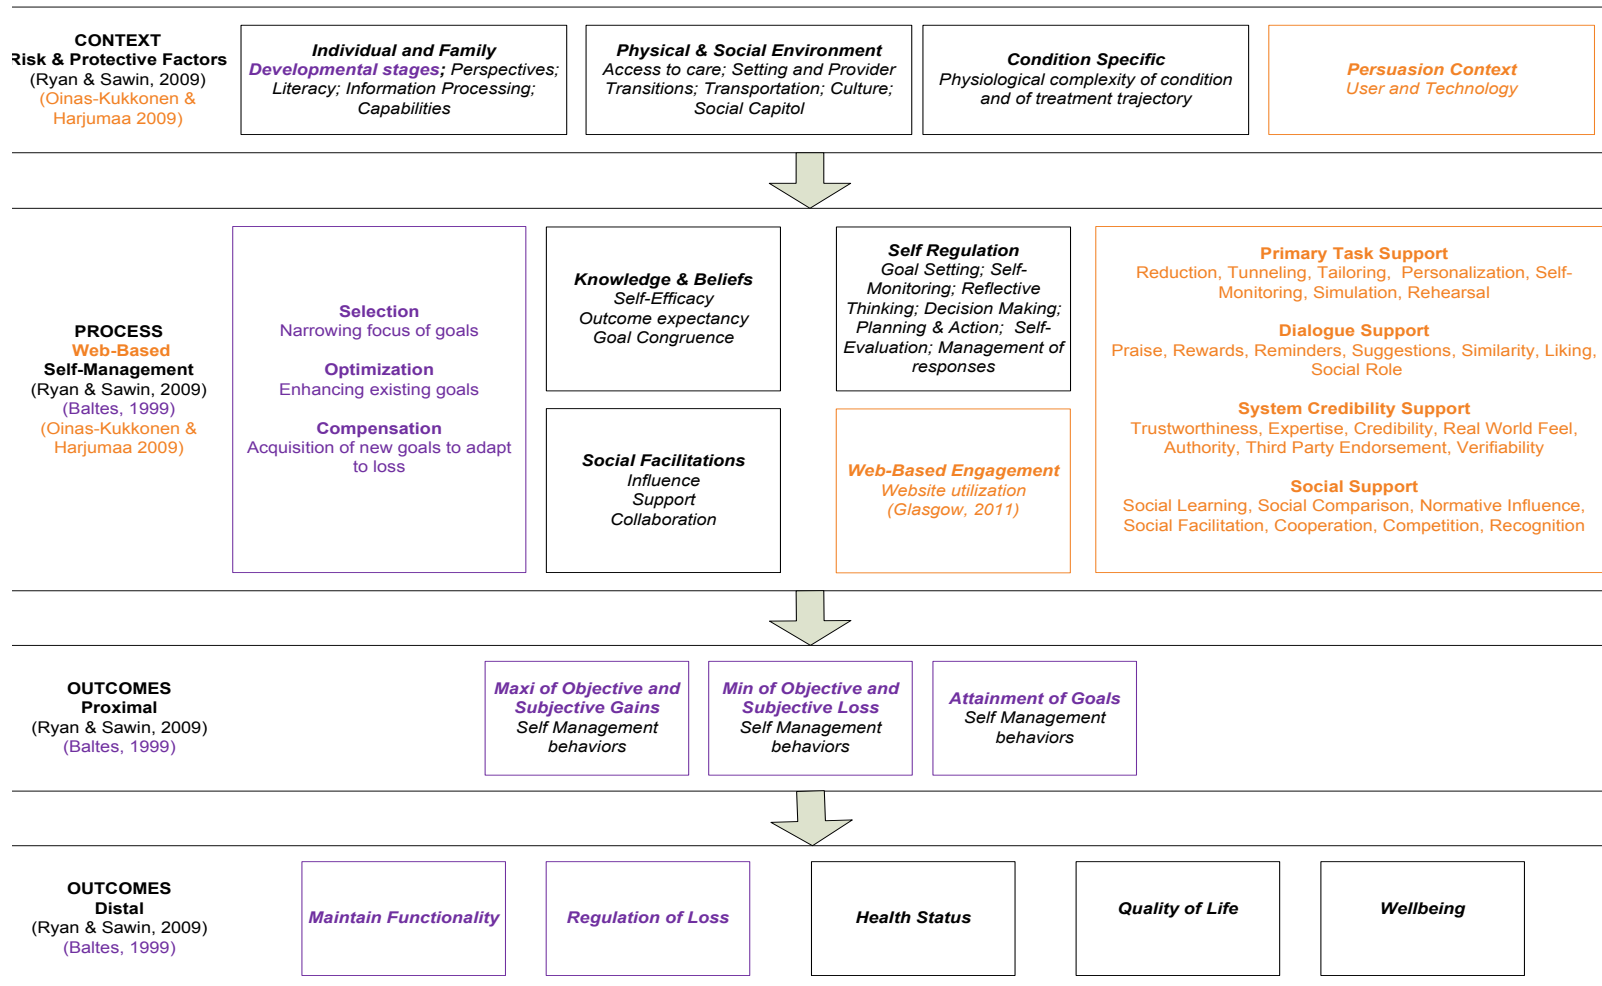 CONTEXT
Risk & Protective Factors
(Ryan & Sawin, 2009)
(Oinas-Kukkonen &
Harjumaa 2009)
Individual and Family
Developmental stages; Perspectives;
Literacy; Information Processing;
Capabilities
Physical & Social Environment
Access to care; Setting and Provider
Transitions; Transportation; Culture;
Social Capitol
Condition Specific
Physiological complexity of condition
and of treatment trajectory
Persuasion Context
User and Technology
PROCESS
Web-Based
Self-Management
(Ryan & Sawin, 2009)
(Baltes, 1999)
(Oinas-Kukkonen &
Harjumaa 2009)
Selection
Narrowing focus of goals
Optimization
Enhancing existing goals
Compensation
Acquisition of new goals to adapt
to loss
Knowledge & Beliefs
Self-Efficacy
Outcome expectancy
Goal Congruence
Social Facilitations
Influence
Support
Collaboration
Self Regulation
Goal Setting; Self-
Monitoring; Reflective
Thinking; Decision Making;
Planning & Action; Self-
Evaluation; Management of
responses
Web-Based Engagement
Website utilization
(Glasgow, 2011)
Primary Task Support
Reduction, Tunneling, Tailoring, Personalization, Self-
Monitoring, Simulation, Rehearsal
Dialogue Support
Praise, Rewards, Reminders, Suggestions, Similarity, Liking,
Social Role
System Credibility Support
Trustworthiness, Expertise, Credibility, Real World Feel,
Authority, Third Party Endorsement, Verifiability
Social Support
Social Learning, Social Comparison, Normative Influence,
Social Facilitation, Cooperation, Competition, Recognition
OUTCOMES
Proximal
(Ryan & Sawin, 2009)
(Baltes, 1999)
Maxi of Objective and
Subjective Gains
Self Management
behaviors
Min of Objective and
Subjective Loss
Self Management
behaviors
Attainment of Goals
Self Management
behaviors
OUTCOMES
Distal
(Ryan & Sawin, 2009)
(Baltes, 1999)
Maintain Functionality
Regulation of Loss
Health Status
Quality of Life
Wellbeing